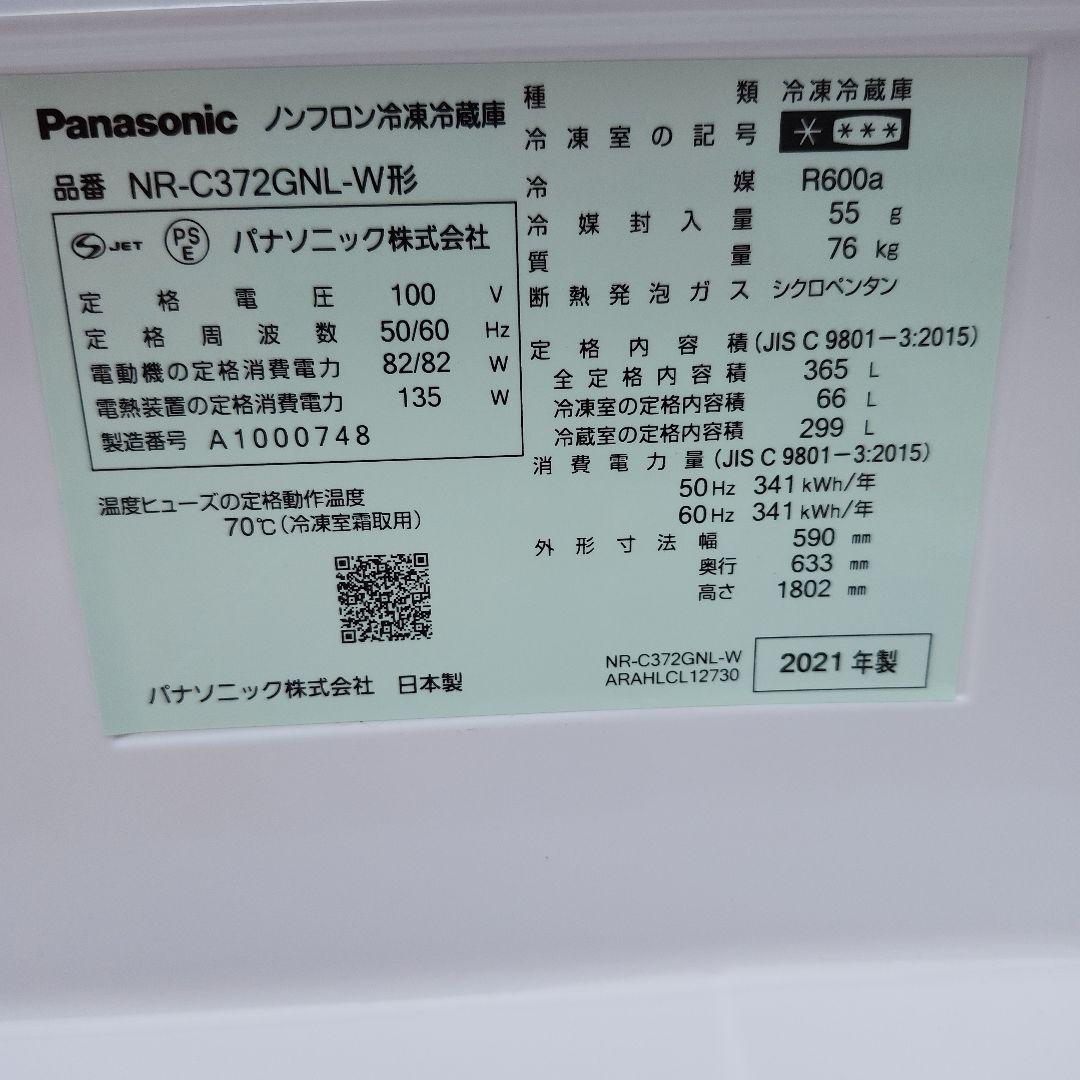 Panasonic ノンフロン冷凍冷蔵庫
品番 NR-C372GNL-W形
S JET PS E パナソニック株式会社
定格電圧 100 V
定格周波数 50/60 Hz
電動機の定格消費電力 82/82 W
電熱装置の定格消費電力 135 W
製造番号 A1000748
温度ヒューズの定格動作温度
70℃(冷凍室霜取用)
パナソニック株式会社 日本製
種類 冷凍冷蔵庫
冷凍室の記号 * ***
冷媒 R600a
冷媒封入量 55 g
質量 76 kg
断熱発泡ガス シクロペンタン
定格内容積 (JIS C 9801-3:2015)
全定格内容積 365 L
冷凍室の定格内容積 66 L
冷蔵室の定格内容積 299 L
消費電力量 (JIS C 9801-3:2015)
50Hz 341 kWh/年
60Hz 341 kWh/年
外形寸法 幅 590 mm
奥行 633 mm
高さ 1802 mm
NR-C372GNL-W
ARAHLCL12730
2021年製